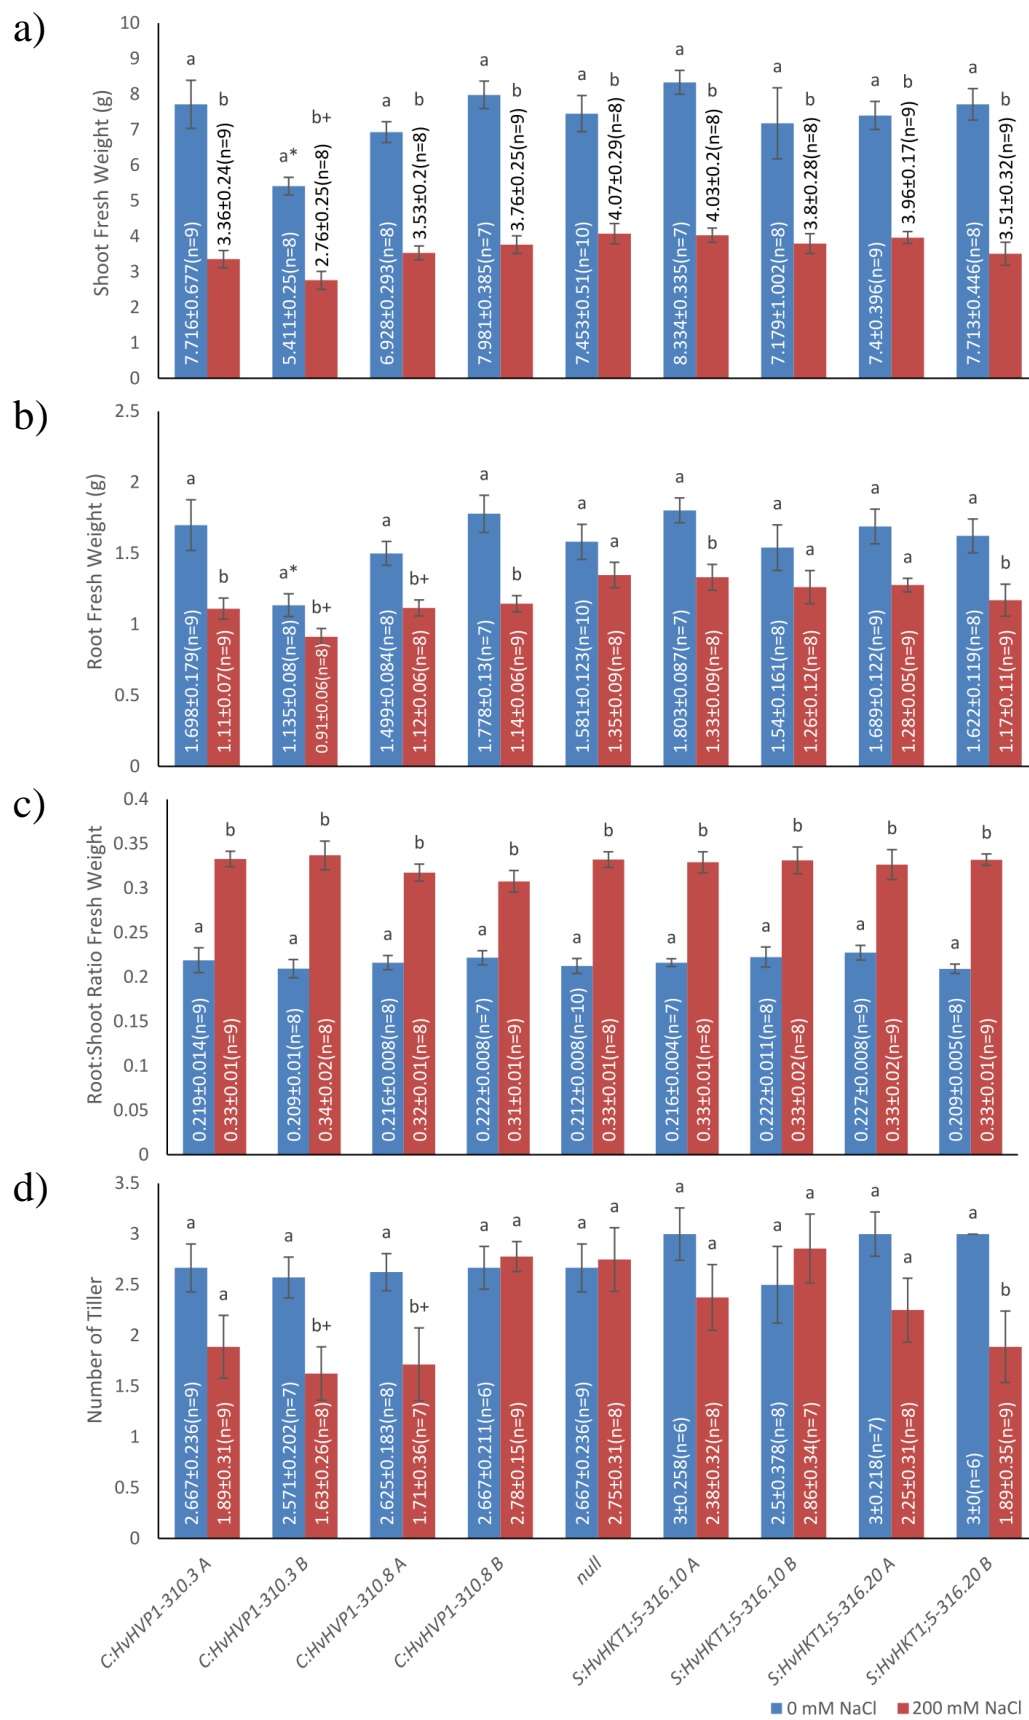 a)
Shoot Fresh Weight (g)
10
9
8
7
6
5
4
3
2
1
0
a
b
a*
b+
a
b
a
b
a
b
a
b
a
b
a
b
a
b
7.716±0.677(n=9)
3.36±0.24(n=9)
5.411±0.25(n=8)
2.76±0.25(n=8)
6.928±0.293(n=8)
3.53±0.2(n=8)
7.981±0.385(n=7)
3.76±0.25(n=9)
7.453±0.51(n=10)
4.07±0.29(n=8)
8.334±0.335(n=7)
4.03±0.2(n=8)
7.179±1.002(n=8)
3.8±0.28(n=8)
7.4±0.396(n=9)
3.96±0.17(n=9)
7.713±0.446(n=8)
3.51±0.32(n=9)
b)
Root Fresh Weight (g)
2.5
2
1.5
1
0.5
0
a
b
a*
b+
a
b+
a
b
a
a
a
b
a
a
a
a
a
b
1.698±0.179(n=9)
1.11±0.07(n=9)
1.135±0.08(n=8)
0.91±0.06(n=8)
1.499±0.084(n=8)
1.12±0.06(n=8)
1.778±0.13(n=7)
1.14±0.06(n=9)
1.581±0.123(n=10)
1.35±0.09(n=8)
1.803±0.087(n=7)
1.33±0.09(n=8)
1.54±0.161(n=8)
1.26±0.12(n=8)
1.689±0.122(n=9)
1.28±0.05(n=9)
1.622±0.119(n=8)
1.17±0.11(n=9)
c)
Root:Shoot Ratio Fresh Weight
0.4
0.35
0.3
0.25
0.2
0.15
0.1
0.05
0
a
b
a
b
a
b
a
b
a
b
a
b
a
b
a
b
a
b
0.219±0.014(n=9)
0.33±0.01(n=9)
0.209±0.01(n=8)
0.34±0.02(n=8)
0.216±0.008(n=8)
0.32±0.01(n=8)
0.222±0.008(n=7)
0.31±0.01(n=9)
0.212±0.008(n=10)
0.33±0.01(n=8)
0.216±0.004(n=7)
0.33±0.01(n=8)
0.222±0.011(n=8)
0.33±0.02(n=8)
0.227±0.008(n=9)
0.33±0.02(n=9)
0.209±0.005(n=8)
0.33±0.01(n=9)
d)
Number of Tiller
3.5
3
2.5
2
1.5
1
0.5
0
a
a
a
b+
a
b+
a
a
a
a
a
a
a
a
a
a
a
b
2.667±0.236(n=9)
1.89±0.31(n=9)
2.571±0.202(n=7)
1.63±0.26(n=8)
2.625±0.183(n=8)
1.71±0.36(n=7)
2.667±0.211(n=6)
2.78±0.15(n=9)
2.667±0.236(n=9)
2.75±0.31(n=8)
3±0.258(n=6)
2.38±0.32(n=8)
2.5±0.378(n=8)
2.86±0.34(n=7)
3±0.218(n=7)
2.25±0.31(n=8)
3±0(n=6)
1.89±0.35(n=9)
C:HvHVP1-310.3 A
C:HvHVP1-310.3 B
C:HvHVP1-310.8 A
C:HvHVP1-310.8 B
null
S:HvHKT1;5-316.10 A
S:HvHKT1;5-316.10 B
S:HvHKT1;5-316.20 A
S:HvHKT1;5-316.20 B
0 mM NaCl
200 mM NaCl